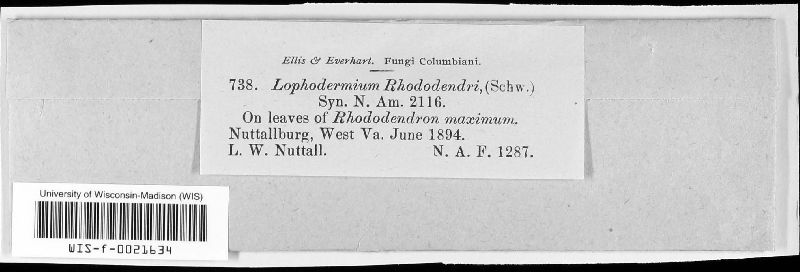 Ellis & Everhart. Fungi Columbiani.
738. Lophodermium Rhododendri, (Schw.)
Syn. N. Am. 2116.
On leaves of Rhododendron maximum.
Nuttallburg, West Va. June 1894.
L. W. Nuttall. N. A. F. 1287.
University of Wisconsin-Madison (WIS)
WIS-f-0021634